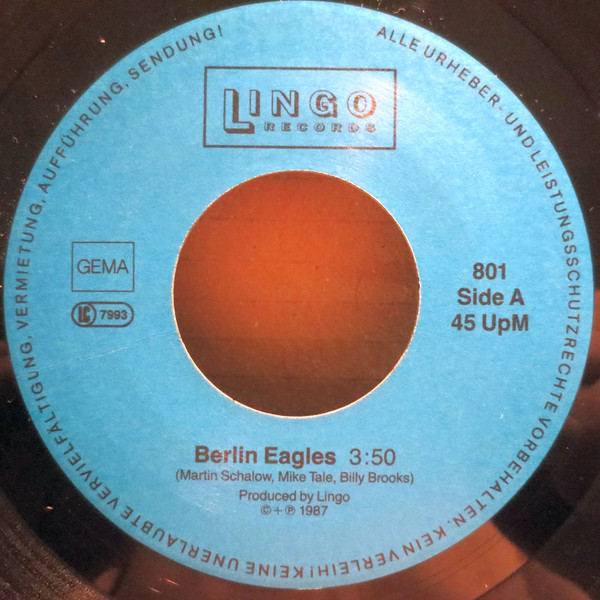 ALLE URHEBER- UND LEISTUNGSSCHUTZRECHTE VORBEHALTEN. KEIN VERLEIH! KEINE UNERLAUBTE VERVIELFÄLTIGUNG, VERMIETUNG, AUFFÜHRUNG, SENDUNG!
LINGO
RECORDS
GEMA
LC 7993
801
Side A
45 UpM
Berlin Eagles 3:50
(Martin Schalow, Mike Tale, Billy Brooks)
Produced by Lingo
©+℗ 1987